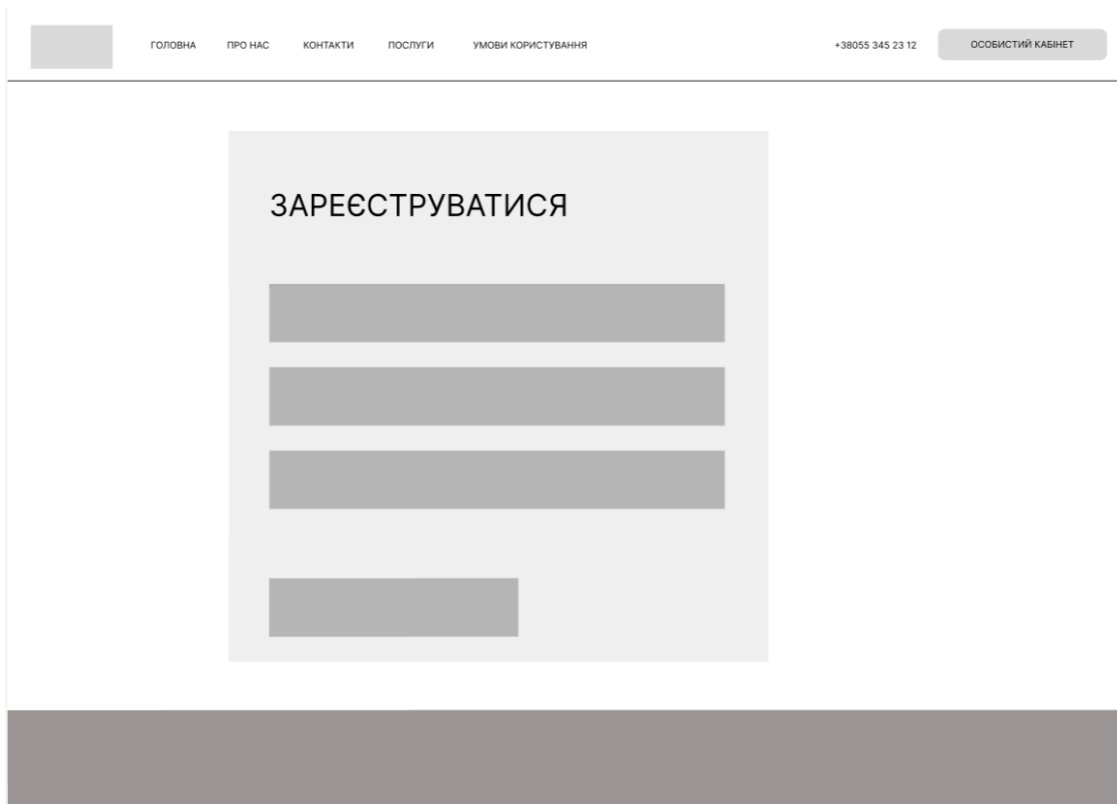 ГОЛОВНА ПРО НАС КОНТАКТИ ПОСЛУГИ УМОВИ КОРИСТУВАННЯ +38055 345 23 12 ОСОБИСТИЙ КАБІНЕТ
ЗАРЕЄСТРУВАТИСЯ